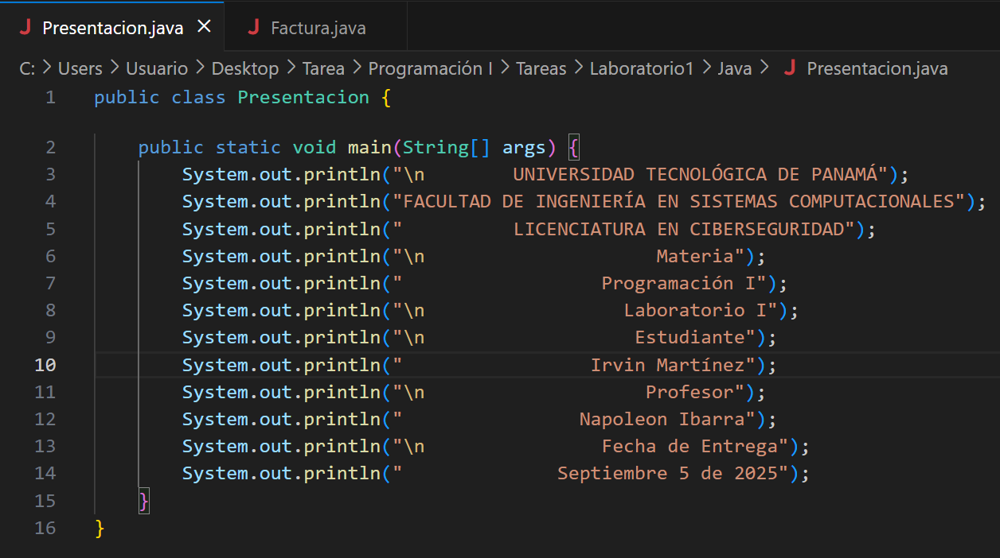 Presentacion.java × Factura.java
C: > Users > Usuario > Desktop > Tarea > Programación I > Tareas > Laboratorio1 > Java > Presentacion.java
1 public class Presentacion {
2     public static void main(String[] args) {
3         System.out.println("\n        UNIVERSIDAD TECNOLÓGICA DE PANAMÁ");
4         System.out.println("FACULTAD DE INGENIERÍA EN SISTEMAS COMPUTACIONALES");
5         System.out.println("          LICENCIATURA EN CIBERSEGURIDAD");
6         System.out.println("\n                     Materia");
7         System.out.println("                  Programación I");
8         System.out.println("\n                  Laboratorio I");
9         System.out.println("\n                   Estudiante");
10         System.out.println("                 Irvin Martínez");
11         System.out.println("\n                    Profesor");
12         System.out.println("                Napoleon Ibarra");
13         System.out.println("\n                Fecha de Entrega");
14         System.out.println("              Septiembre 5 de 2025");
15     }
16 }